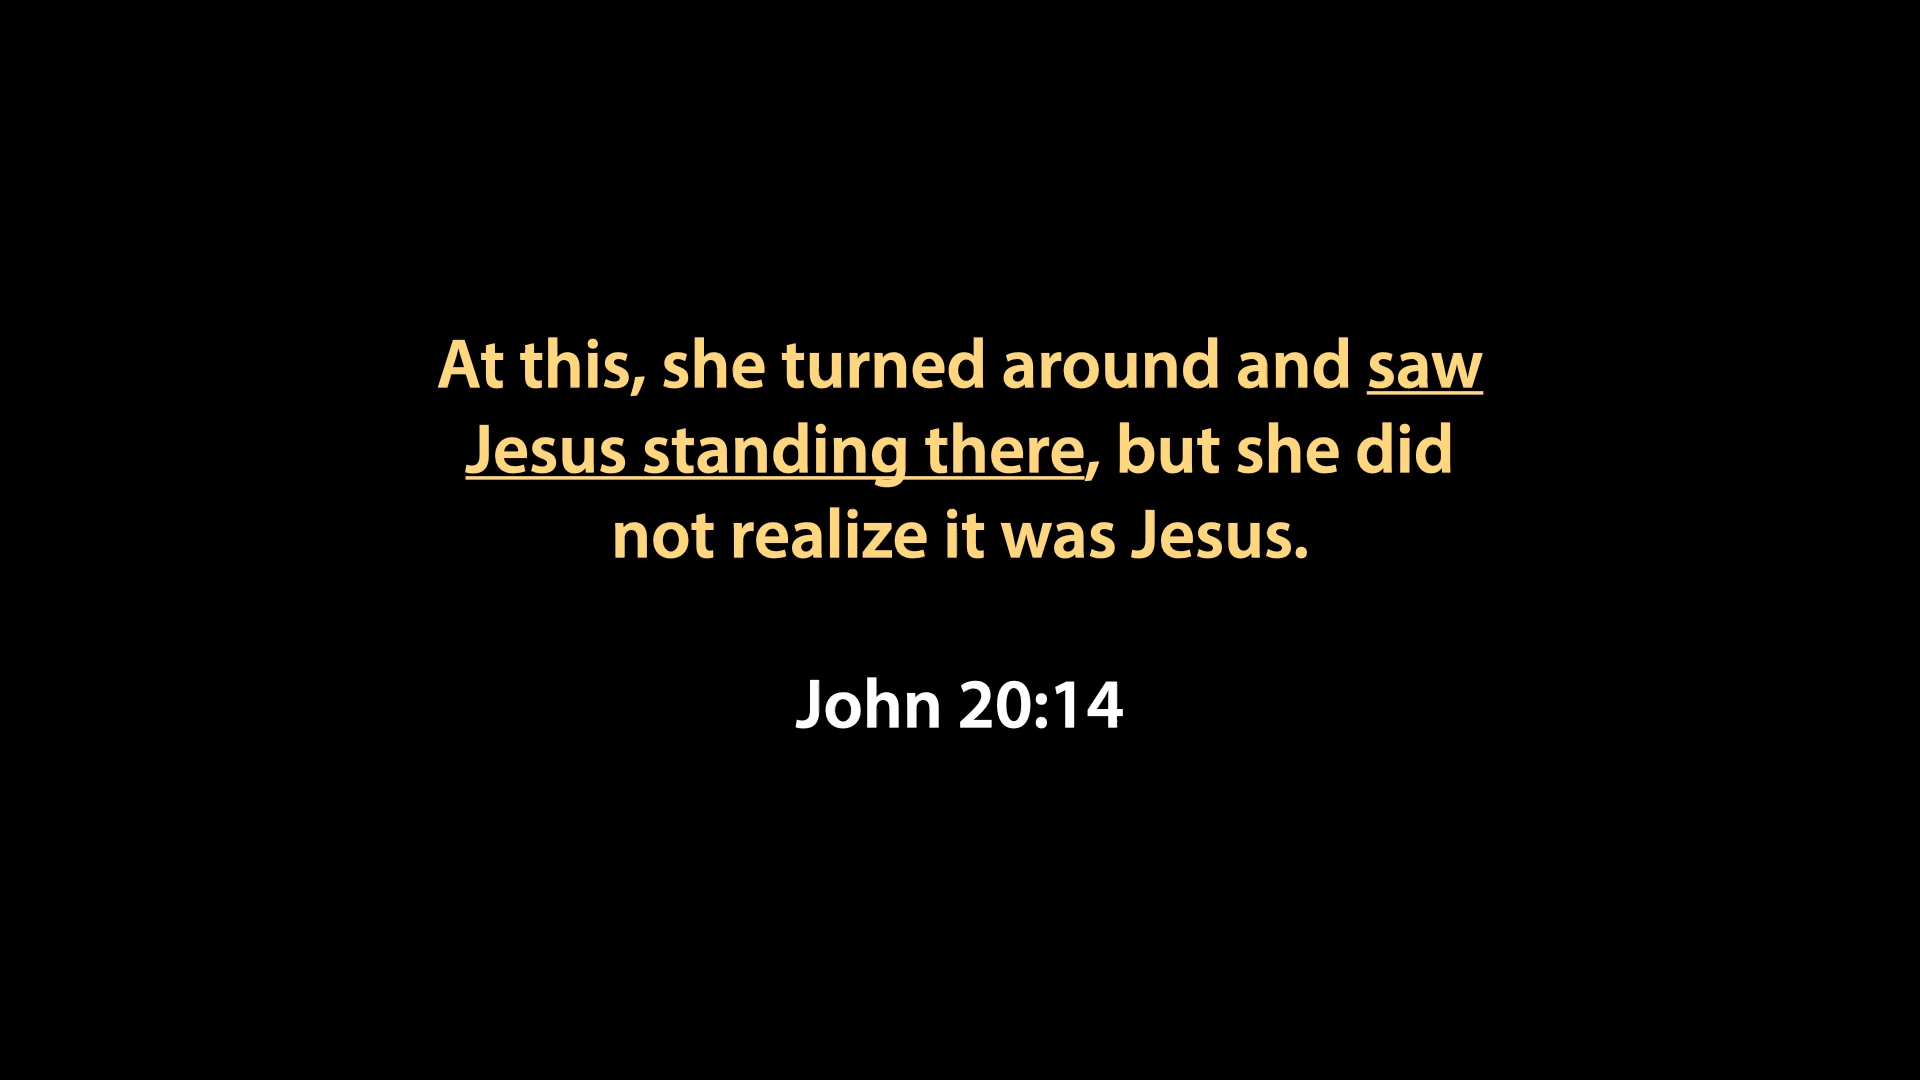 At this, she turned around and saw
Jesus standing there, but she did
not realize it was Jesus.
John 20:14